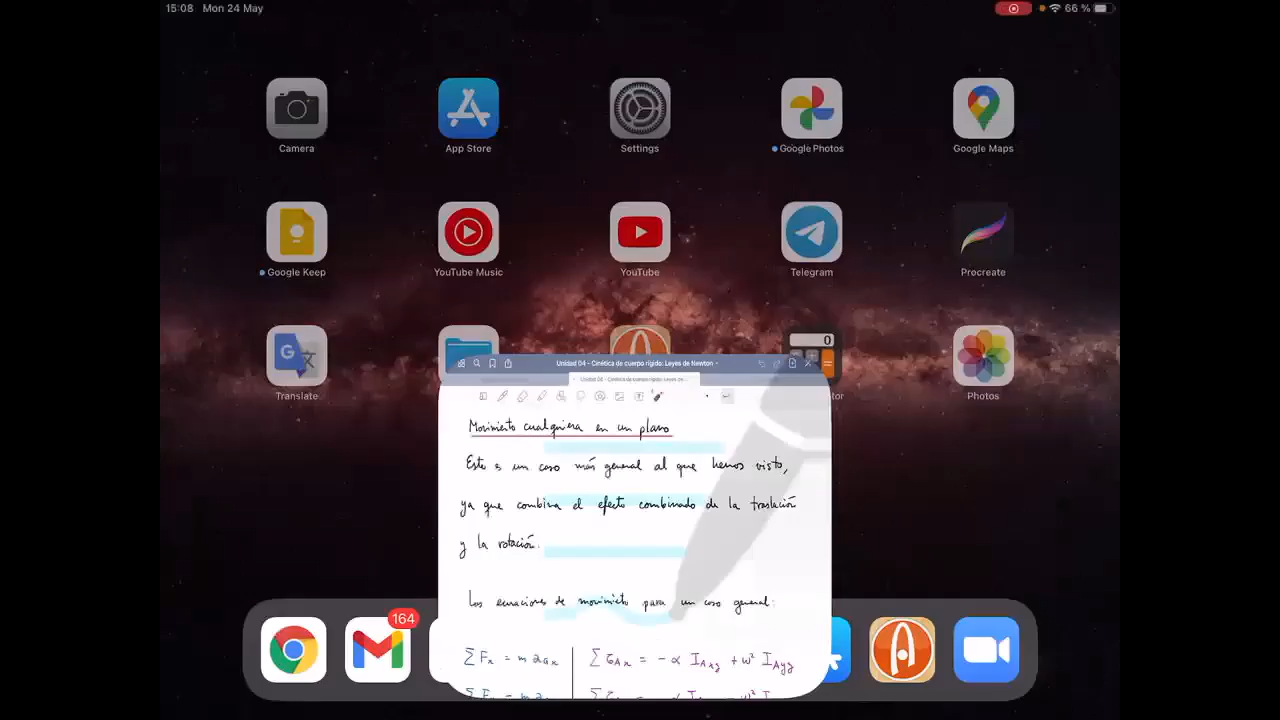 15:08 Mon 24 May
66 %
Camera
App Store
Settings
Google Photos
Google Maps
Google Keep
YouTube Music
YouTube
Telegram
Procreate
Translate
0
tor
Photos
Unidad 04 - Cinética de cuerpo rígido: Leyes de Newton
Movimiento cualquiera en un plano
Este es un caso más general al que hemos visto,
ya que combina el efecto combinado de la traslación
y la rotación.
Las ecuaciones de movimiento para un caso general:
∑ Fx = m aGx
∑ τAx = -α IAxz + ω² IAyz
164